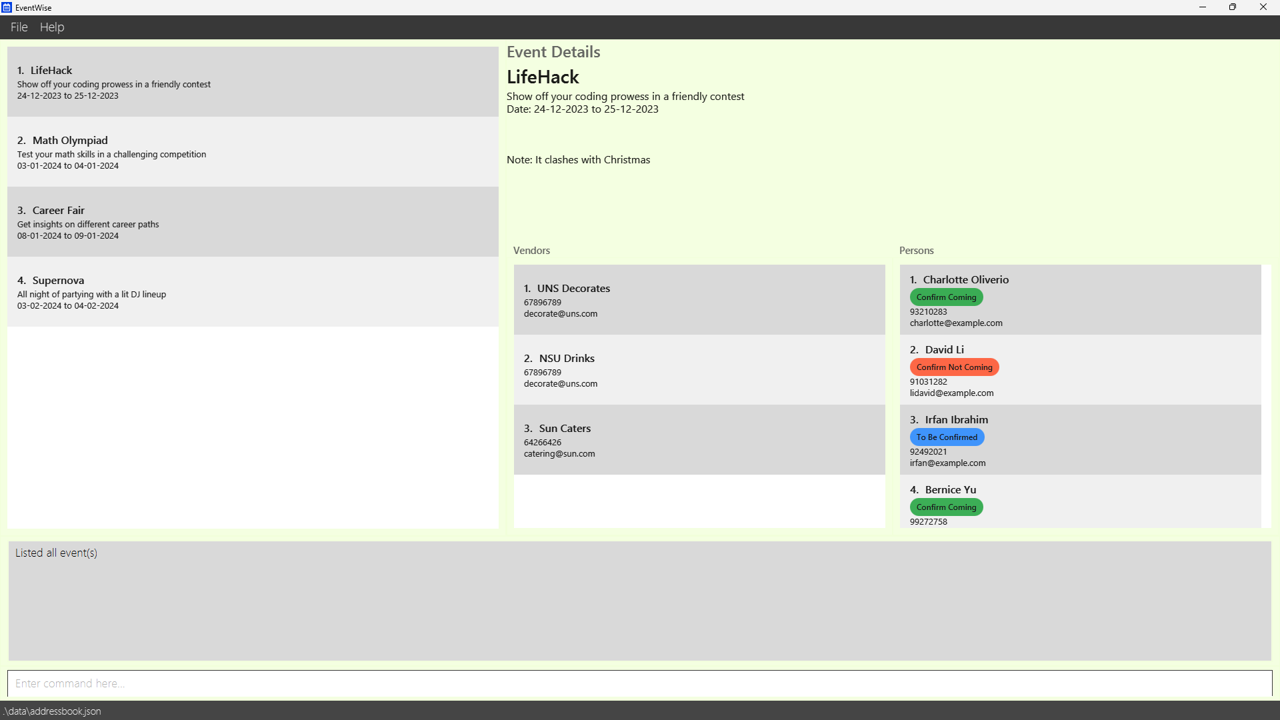 EventWise
File Help
1. LifeHack
Show off your coding prowess in a friendly contest
24-12-2023 to 25-12-2023
2. Math Olympiad
Test your math skills in a challenging competition
03-01-2024 to 04-01-2024
3. Career Fair
Get insights on different career paths
08-01-2024 to 09-01-2024
4. Supernova
All night of partying with a lit DJ lineup
03-02-2024 to 04-02-2024
Event Details
LifeHack
Show off your coding prowess in a friendly contest
Date: 24-12-2023 to 25-12-2023
Note: It clashes with Christmas
Vendors
1. UNS Decorates
67896789
decorate@uns.com
2. NSU Drinks
67896789
decorate@uns.com
3. Sun Caters
64266426
catering@sun.com
Persons
1. Charlotte Oliverio
Confirm Coming
93210283
charlotte@example.com
2. David Li
Confirm Not Coming
91031282
lidavid@example.com
3. Irfan Ibrahim
To Be Confirmed
92492021
irfan@example.com
4. Bernice Yu
Confirm Coming
99272758
Listed all event(s)
Enter command here...
.\data\addressbook.json